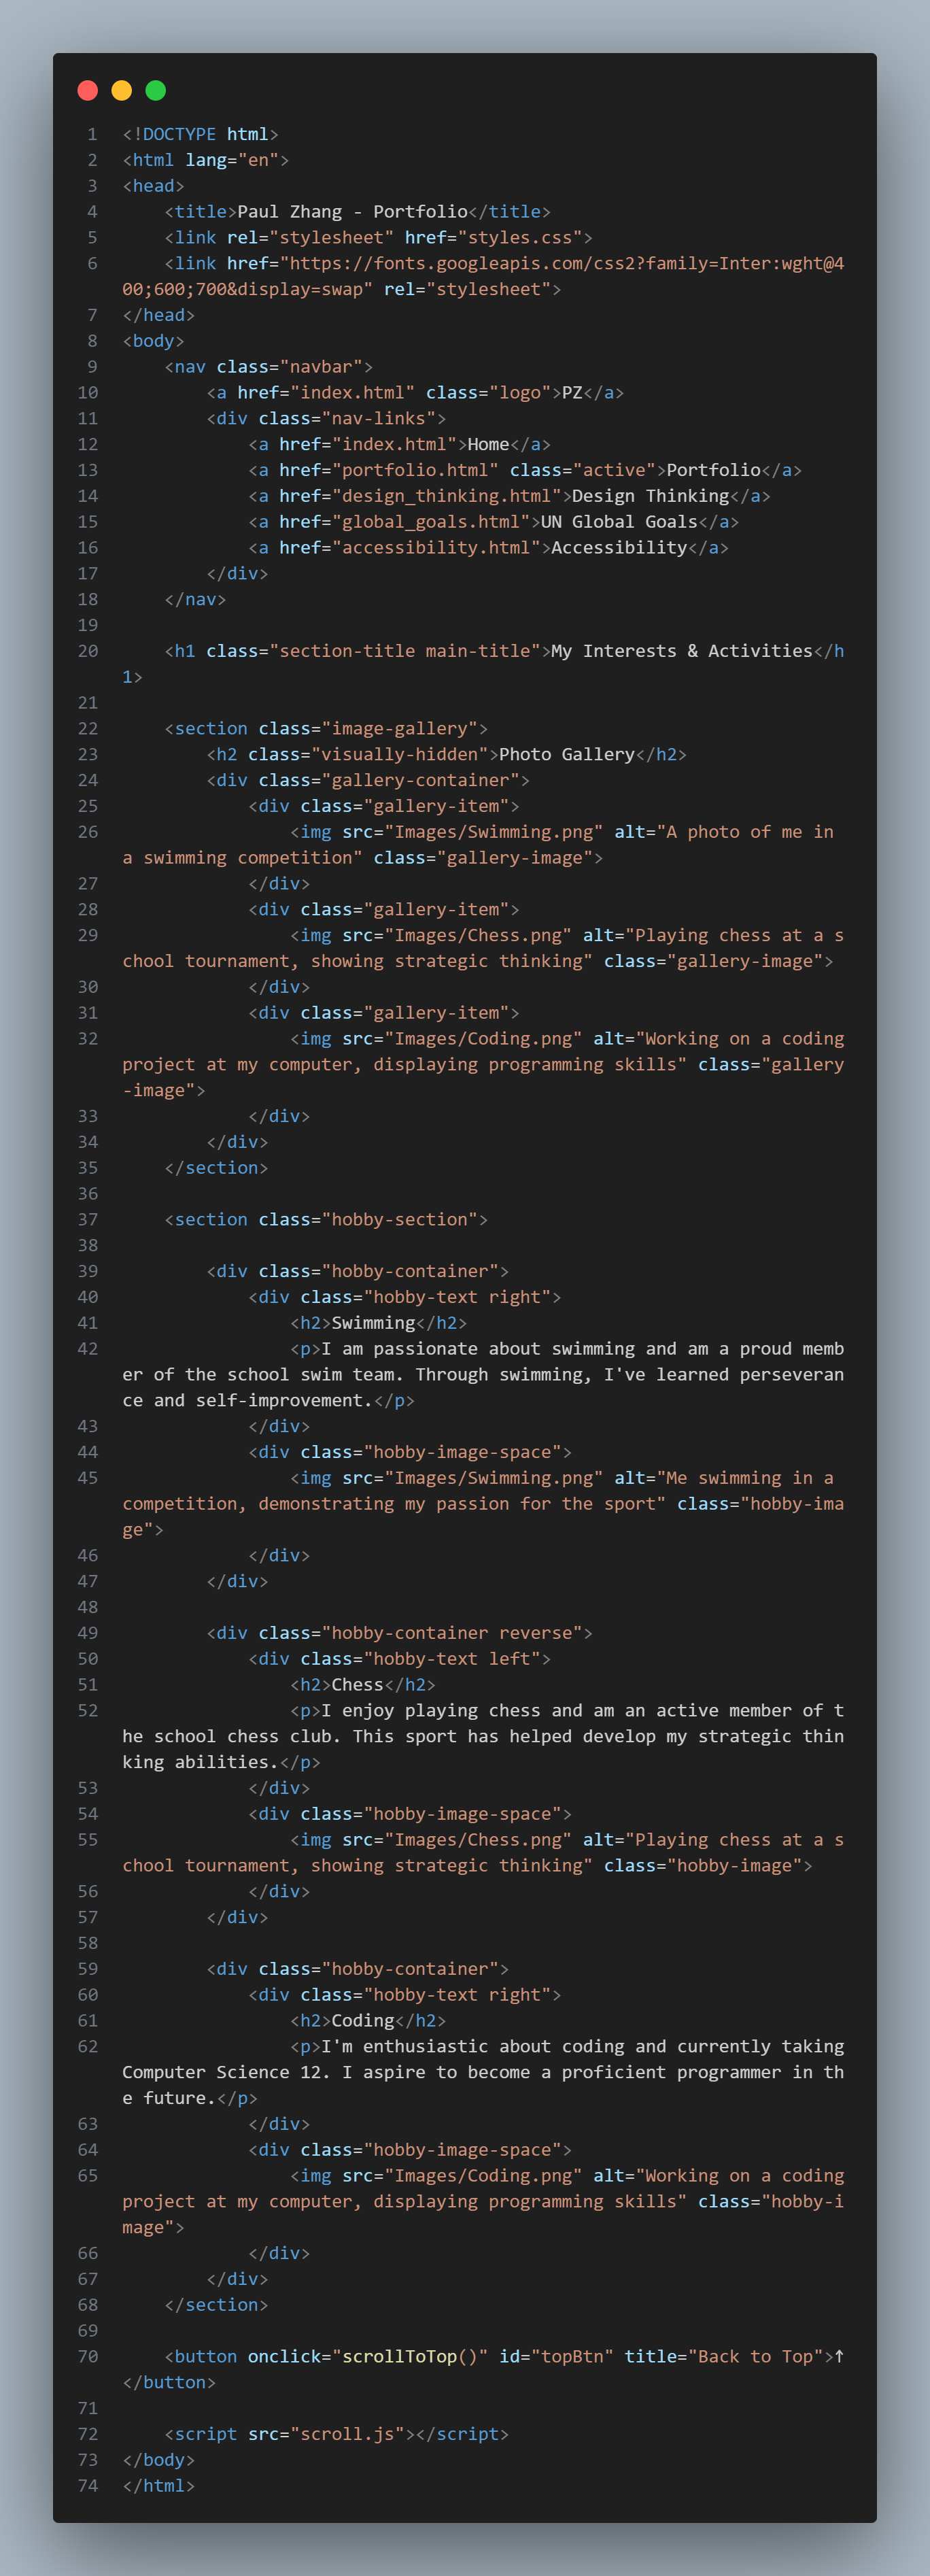 1 <!DOCTYPE html>
2 <html lang="en">
3 <head>
4     <title>Paul Zhang - Portfolio</title>
5     <link rel="stylesheet" href="styles.css">
6     <link href="https://fonts.googleapis.com/css2?family=Inter:wght@4
00;600;700&display=swap" rel="stylesheet">
7 </head>
8 <body>
9     <nav class="navbar">
10         <a href="index.html" class="logo">PZ</a>
11         <div class="nav-links">
12             <a href="index.html">Home</a>
13             <a href="portfolio.html" class="active">Portfolio</a>
14             <a href="design_thinking.html">Design Thinking</a>
15             <a href="global_goals.html">UN Global Goals</a>
16             <a href="accessibility.html">Accessibility</a>
17         </div>
18     </nav>
19
20     <h1 class="section-title main-title">My Interests & Activities</h
1>
21
22     <section class="image-gallery">
23         <h2 class="visually-hidden">Photo Gallery</h2>
24         <div class="gallery-container">
25             <div class="gallery-item">
26                 <img src="Images/Swimming.png" alt="A photo of me in
a swimming competition" class="gallery-image">
27             </div>
28             <div class="gallery-item">
29                 <img src="Images/Chess.png" alt="Playing chess at a s
chool tournament, showing strategic thinking" class="gallery-image">
30             </div>
31             <div class="gallery-item">
32                 <img src="Images/Coding.png" alt="Working on a coding
project at my computer, displaying programming skills" class="gallery
-image">
33             </div>
34         </div>
35     </section>
36
37     <section class="hobby-section">
38
39         <div class="hobby-container">
40             <div class="hobby-text right">
41                 <h2>Swimming</h2>
42                 <p>I am passionate about swimming and am a proud memb
er of the school swim team. Through swimming, I've learned perseveran
ce and self-improvement.</p>
43             </div>
44             <div class="hobby-image-space">
45                 <img src="Images/Swimming.png" alt="Me swimming in a
competition, demonstrating my passion for the sport" class="hobby-ima
ge">
46             </div>
47         </div>
48
49         <div class="hobby-container reverse">
50             <div class="hobby-text left">
51                 <h2>Chess</h2>
52                 <p>I enjoy playing chess and am an active member of t
he school chess club. This sport has helped develop my strategic thin
king abilities.</p>
53             </div>
54             <div class="hobby-image-space">
55                 <img src="Images/Chess.png" alt="Playing chess at a s
chool tournament, showing strategic thinking" class="hobby-image">
56             </div>
57         </div>
58
59         <div class="hobby-container">
60             <div class="hobby-text right">
61                 <h2>Coding</h2>
62                 <p>I'm enthusiastic about coding and currently taking
Computer Science 12. I aspire to become a proficient programmer in th
e future.</p>
63             </div>
64             <div class="hobby-image-space">
65                 <img src="Images/Coding.png" alt="Working on a coding
project at my computer, displaying programming skills" class="hobby-i
mage">
66             </div>
67         </div>
68     </section>
69
70     <button onclick="scrollToTop()" id="topBtn" title="Back to Top">↑
</button>
71
72     <script src="scroll.js"></script>
73 </body>
74 </html>